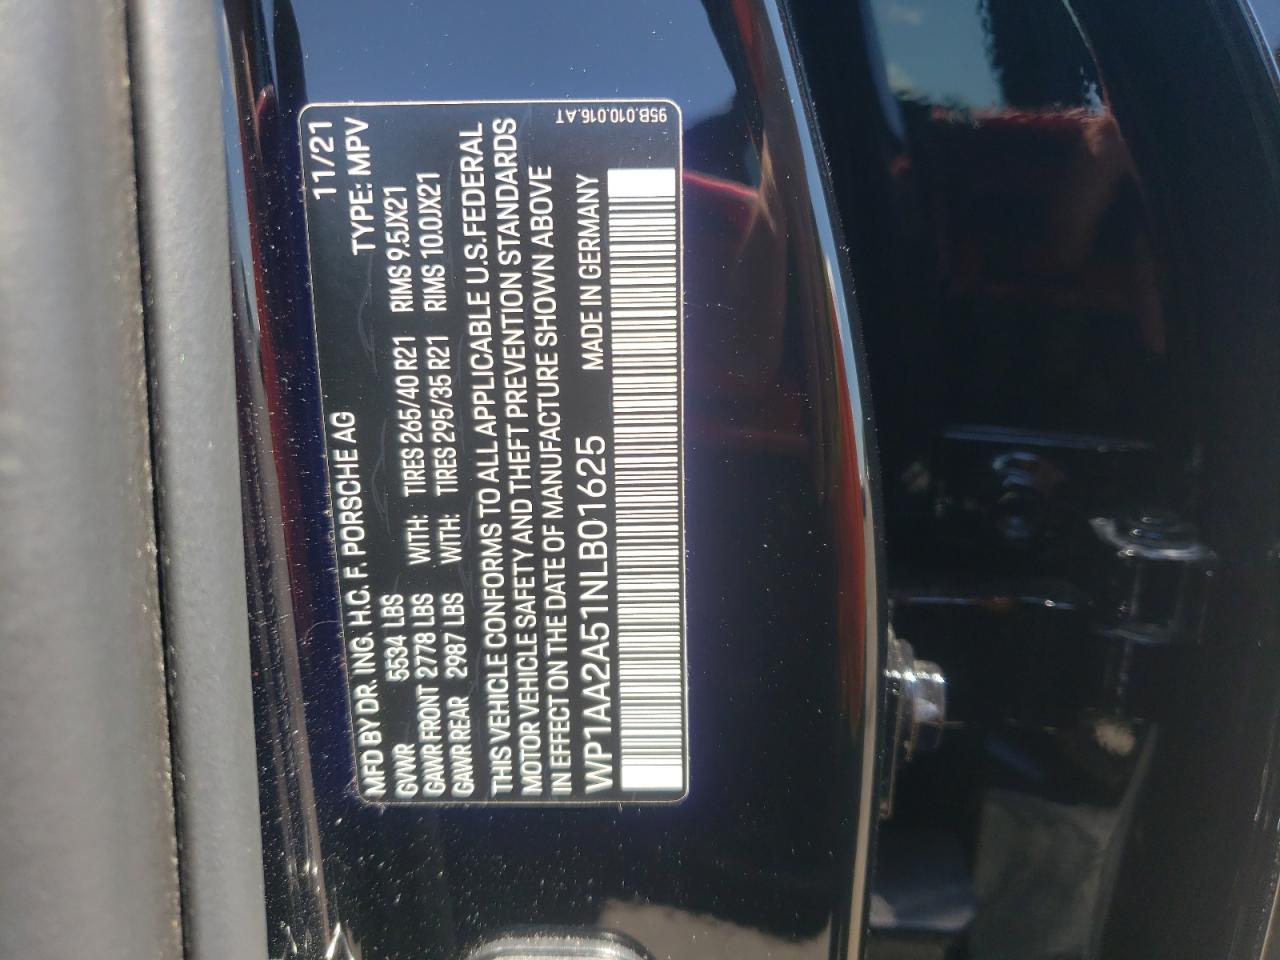 MFD BY DR. ING. H.C. F. PORSCHE AG 11/21
GVWR 5534 LBS TYPE: MPV
GAWR FRONT 2778 LBS WITH: TIRES 265/40 R21 RIMS 9.5JX21
GAWR REAR 2987 LBS WITH: TIRES 295/35 R21 RIMS 10.0JX21
THIS VEHICLE CONFORMS TO ALL APPLICABLE U.S.FEDERAL
MOTOR VEHICLE SAFETY AND THEFT PREVENTION STANDARDS
IN EFFECT ON THE DATE OF MANUFACTURE SHOWN ABOVE
WP1AA2A51NLB01625 MADE IN GERMANY
95B.010.016.AT